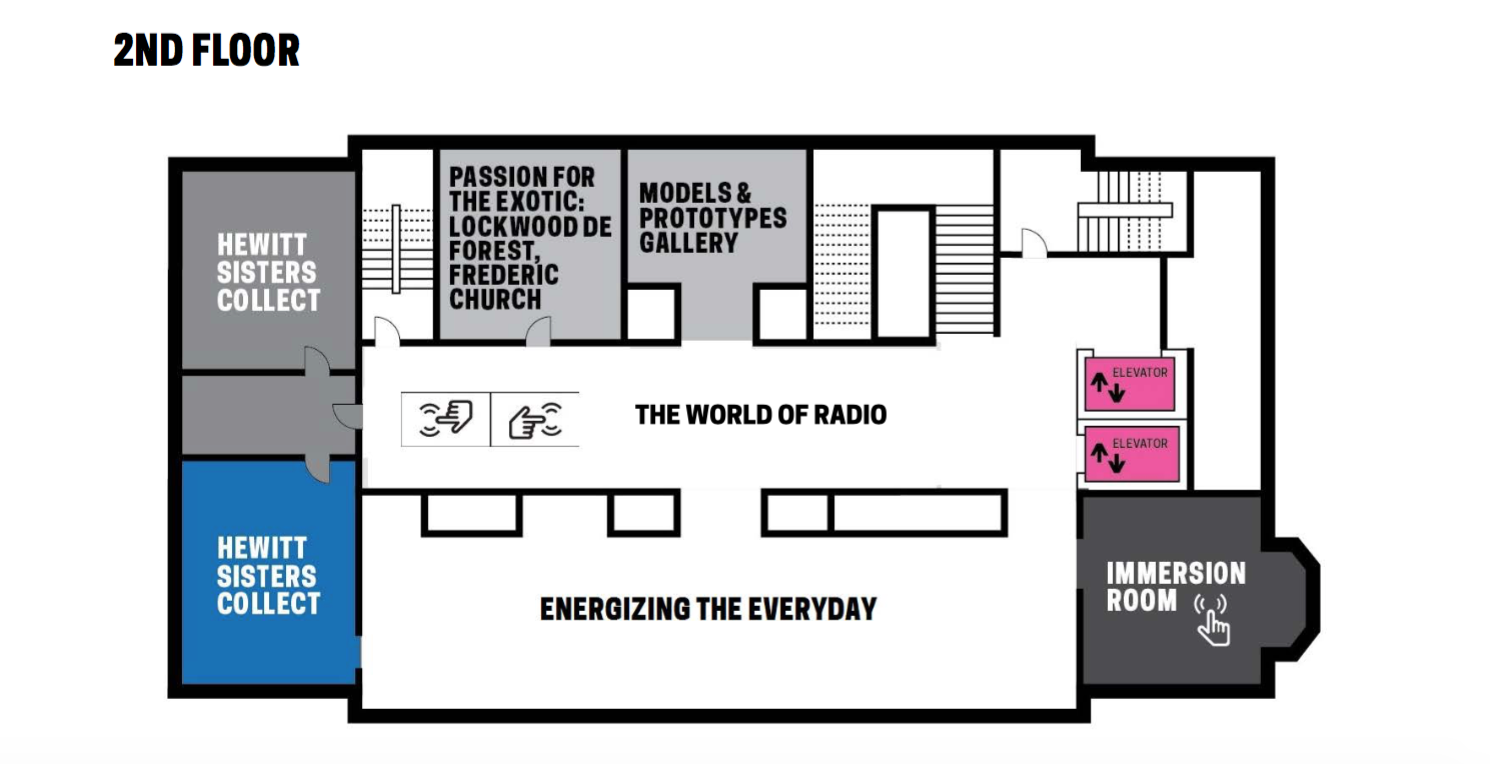 2ND FLOOR
HEWITT
SISTERS
COLLECT
PASSION FOR
THE EXOTIC:
LOCKWOOD DE
FOREST,
FREDERIC
CHURCH
MODELS &
PROTOTYPES
GALLERY
THE WORLD OF RADIO
ELEVATOR
ELEVATOR
HEWITT
SISTERS
COLLECT
ENERGIZING THE EVERYDAY
IMMERSION
ROOM